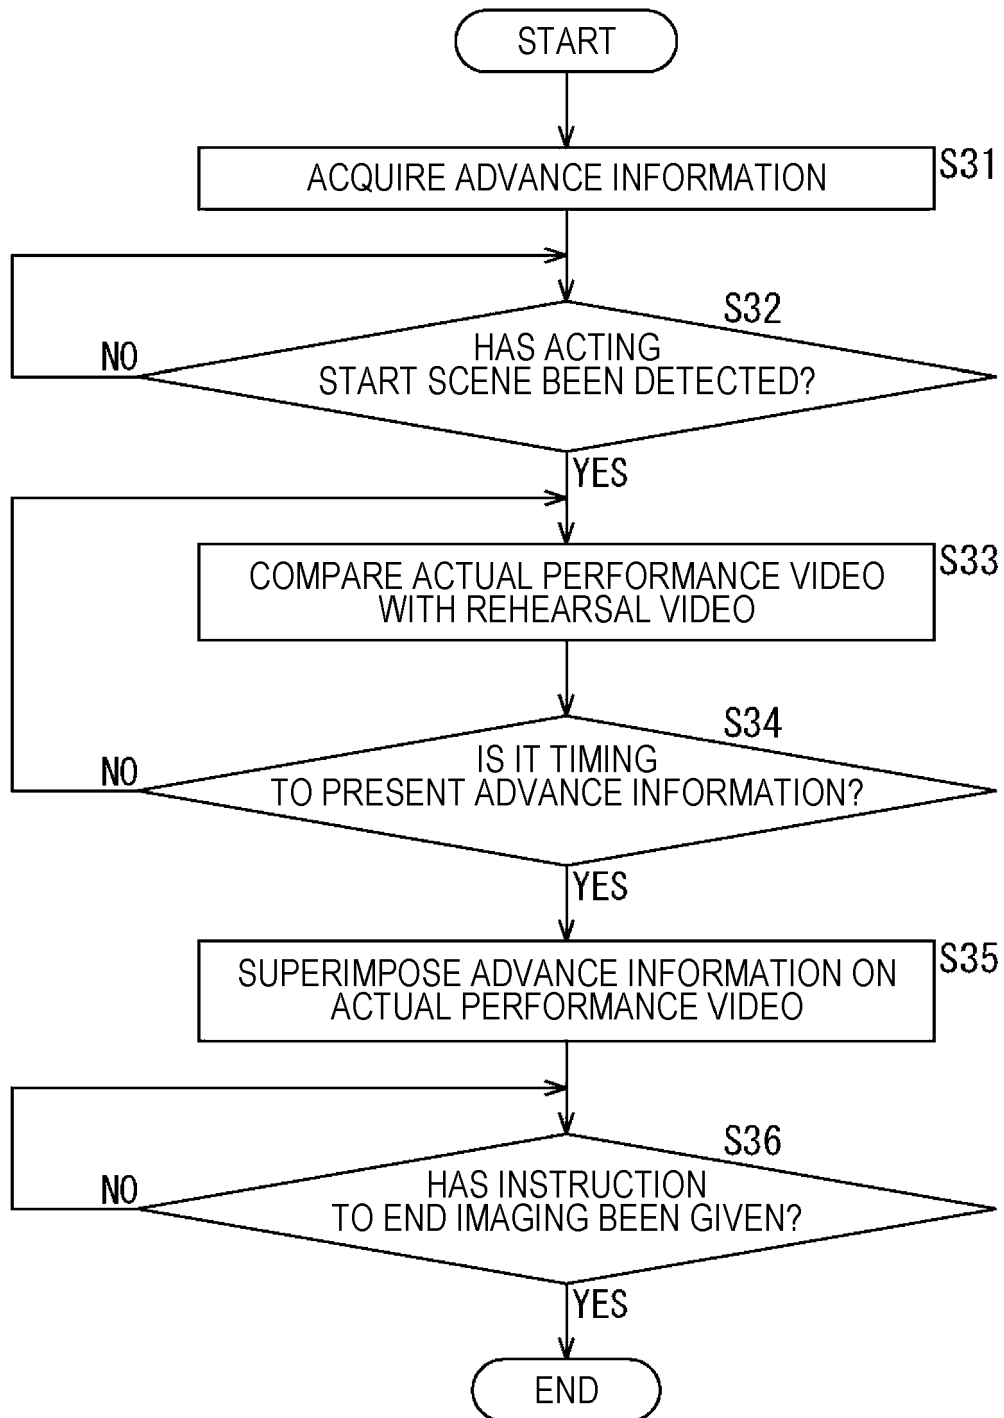 START
ACQUIRE ADVANCE INFORMATION
S31
S32
HAS ACTING
START SCENE BEEN DETECTED?
NO
YES
S33
COMPARE ACTUAL PERFORMANCE VIDEO
WITH REHEARSAL VIDEO
S34
IS IT TIMING
TO PRESENT ADVANCE INFORMATION?
NO
YES
S35
SUPERIMPOSE ADVANCE INFORMATION ON
ACTUAL PERFORMANCE VIDEO
S36
HAS INSTRUCTION
TO END IMAGING BEEN GIVEN?
NO
YES
END